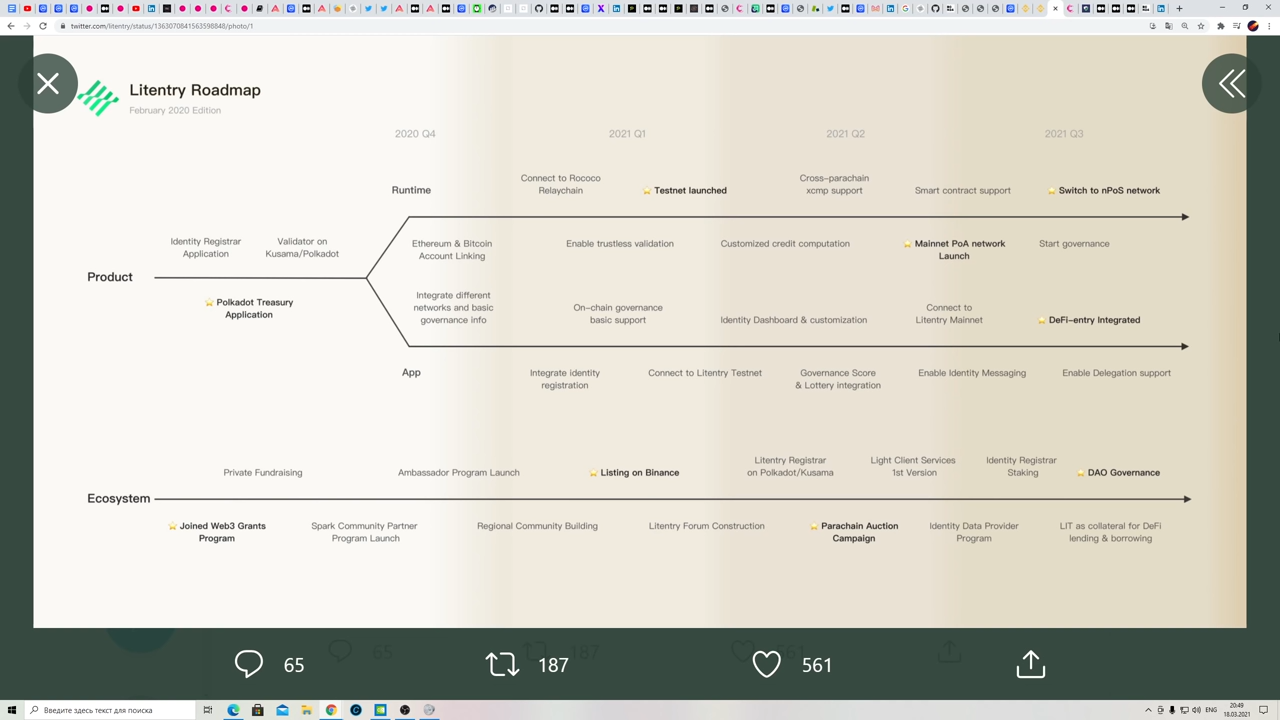 twitter.com/litentry/status/1363070841563598848/photo/1
Litentry Roadmap
February 2020 Edition
2020 Q4
2021 Q1
2021 Q2
2021 Q3
Runtime
Connect to Rococo
Relaychain
Testnet launched
Cross-parachain
xcmp support
Smart contract support
Switch to nPoS network
Identity Registrar
Application
Validator on
Kusama/Polkadot
Ethereum & Bitcoin
Account Linking
Enable trustless validation
Customized credit computation
Mainnet PoA network
Launch
Start governance
Product
Polkadot Treasury
Application
Integrate different
networks and basic
governance info
On-chain governance
basic support
Identity Dashboard & customization
Connect to
Litentry Mainnet
DeFi-entry Integrated
App
Integrate identity
registration
Connect to Litentry Testnet
Governance Score
& Lottery integration
Enable Identity Messaging
Enable Delegation support
Private Fundraising
Ambassador Program Launch
Listing on Binance
Litentry Registrar
on Polkadot/Kusama
Light Client Services
1st Version
Identity Registrar
Staking
DAO Governance
Ecosystem
Joined Web3 Grants
Program
Spark Community Partner
Program Launch
Regional Community Building
Litentry Forum Construction
Parachain Auction
Campaign
Identity Data Provider
Program
LIT as collateral for DeFi
lending & borrowing
65
187
561
Введите здесь текст для поиска
ENG
20:49
18.03.2021